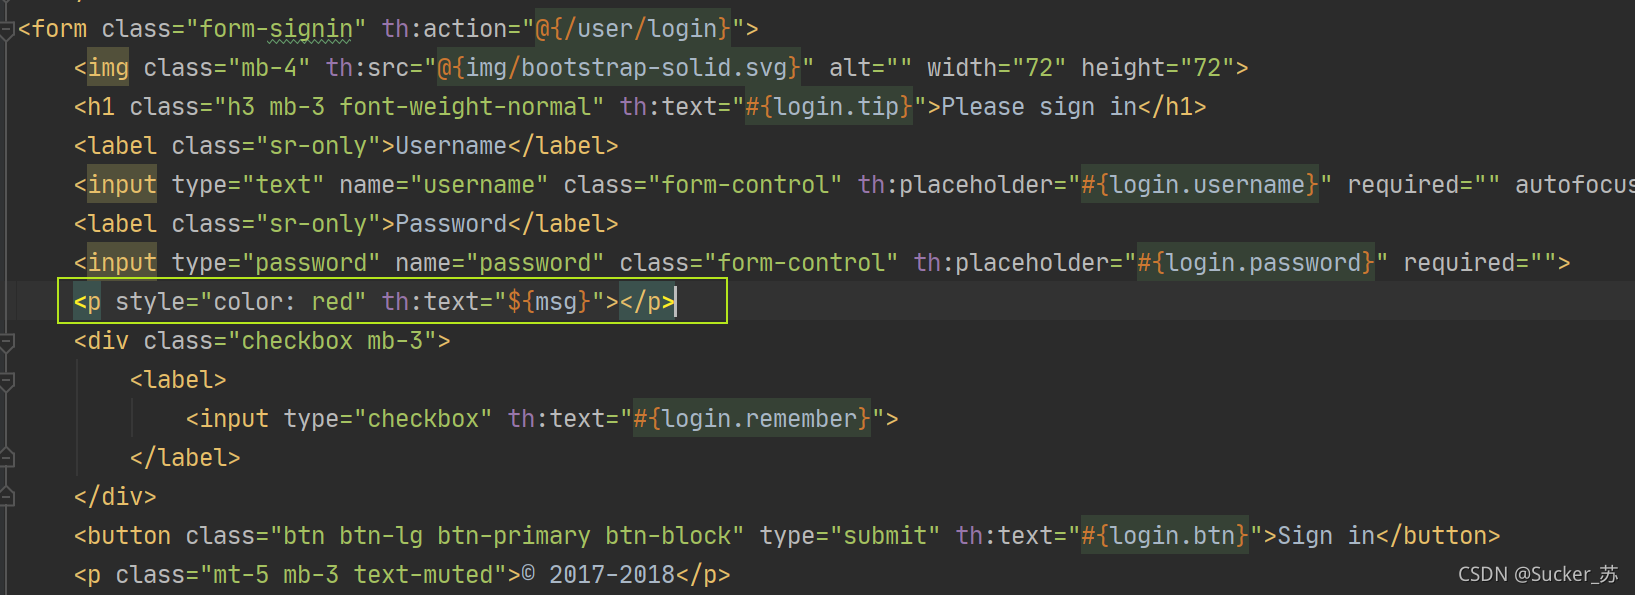 <form class="form-signin" th:action="@{/user/login}">
<img class="mb-4" th:src="@{img/bootstrap-solid.svg}" alt="" width="72" height="72">
<h1 class="h3 mb-3 font-weight-normal" th:text="#{login.tip}">Please sign in</h1>
<label class="sr-only">Username</label>
<input type="text" name="username" class="form-control" th:placeholder="#{login.username}" required="" autofocus
<label class="sr-only">Password</label>
<input type="password" name="password" class="form-control" th:placeholder="#{login.password}" required="">
<p style="color: red" th:text="${msg}"></p>
<div class="checkbox mb-3">
<label>
<input type="checkbox" th:text="#{login.remember}">
</label>
</div>
<button class="btn btn-lg btn-primary btn-block" type="submit" th:text="#{login.btn}">Sign in</button>
<p class="mt-5 mb-3 text-muted">© 2017-2018</p>
CSDN @Sucker_苏